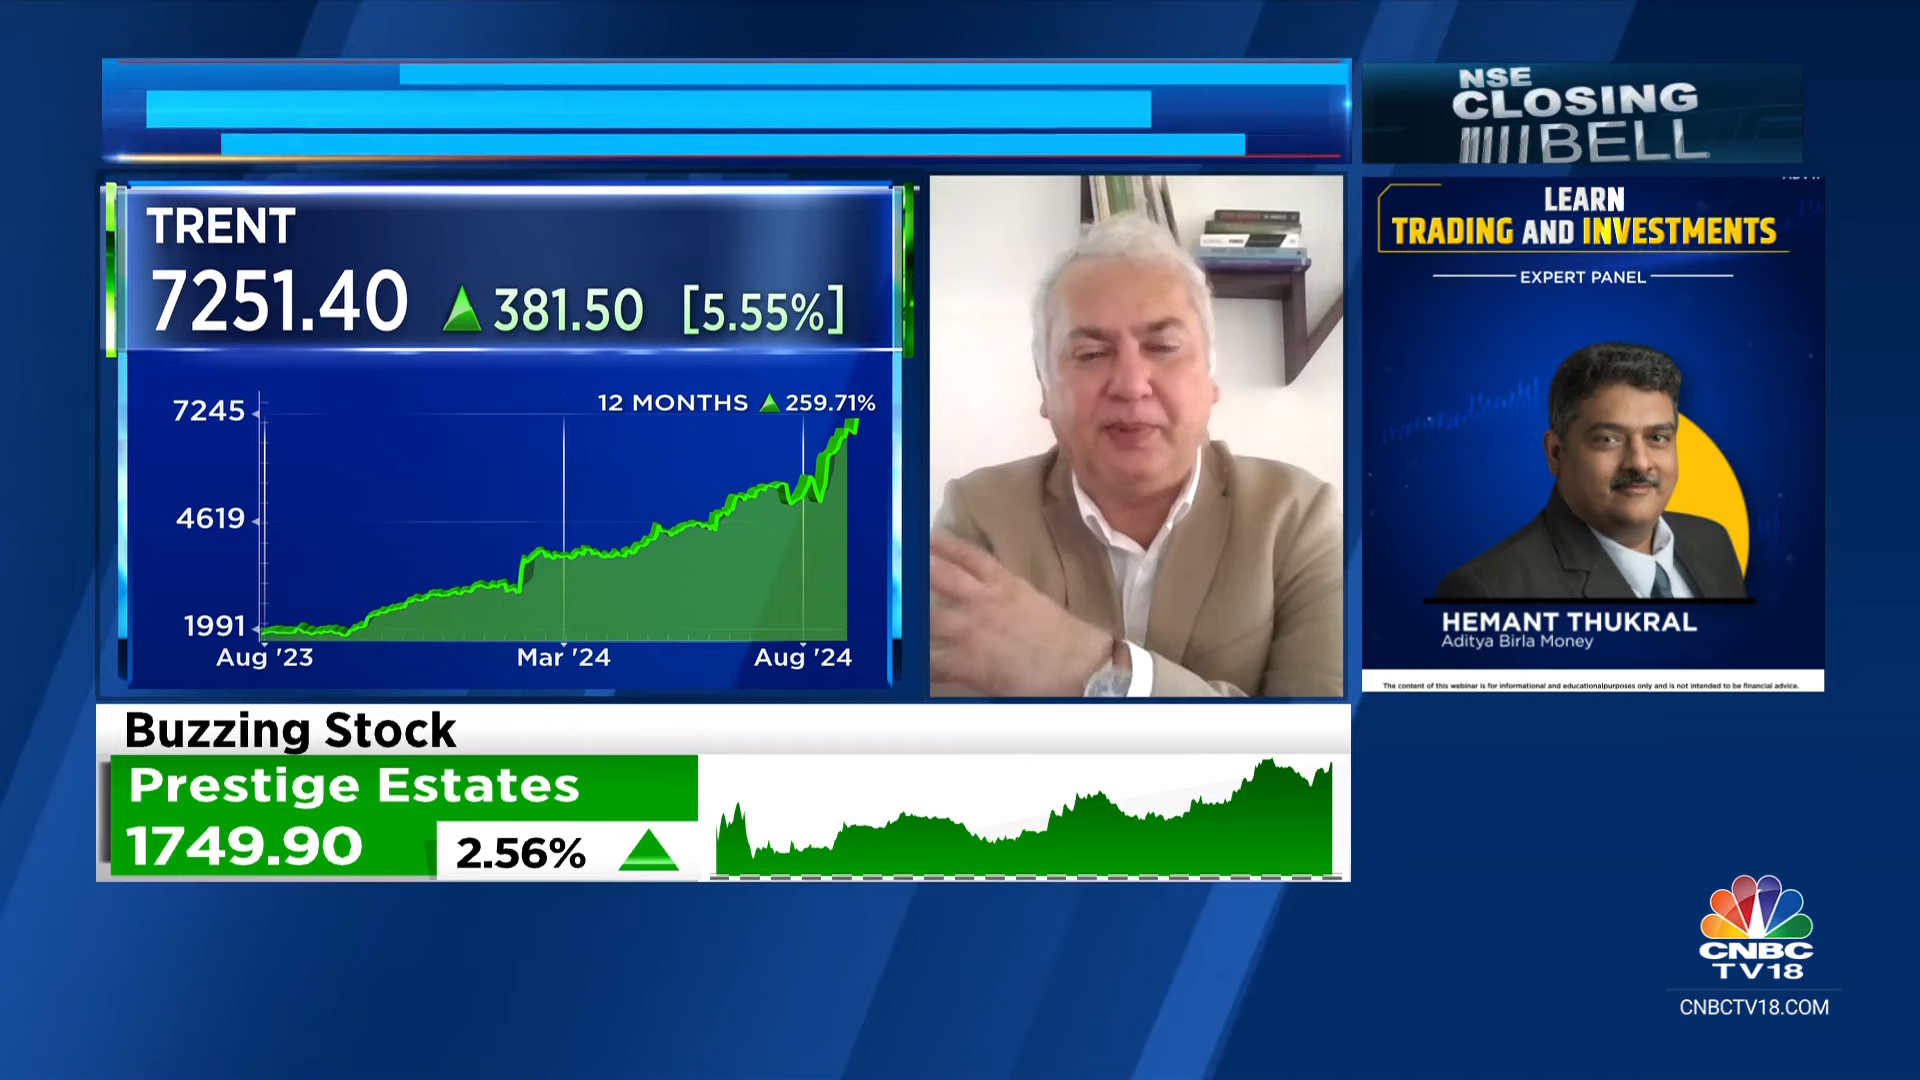 NSE
CLOSING
BELL
TRENT
7251.40 ▲ 381.50 [5.55%]
12 MONTHS ▲ 259.71%
7245
4619
1991
Aug '23 Mar '24 Aug '24
LEARN
TRADING AND INVESTMENTS
EXPERT PANEL
HEMANT THUKRAL
Aditya Birla Money
The content of this webinar is for informational and educationalpurposes only and is not intended to be financial advice.
Buzzing Stock
Prestige Estates
1749.90 2.56% ▲
CNBC
TV18
CNBCTV18.COM